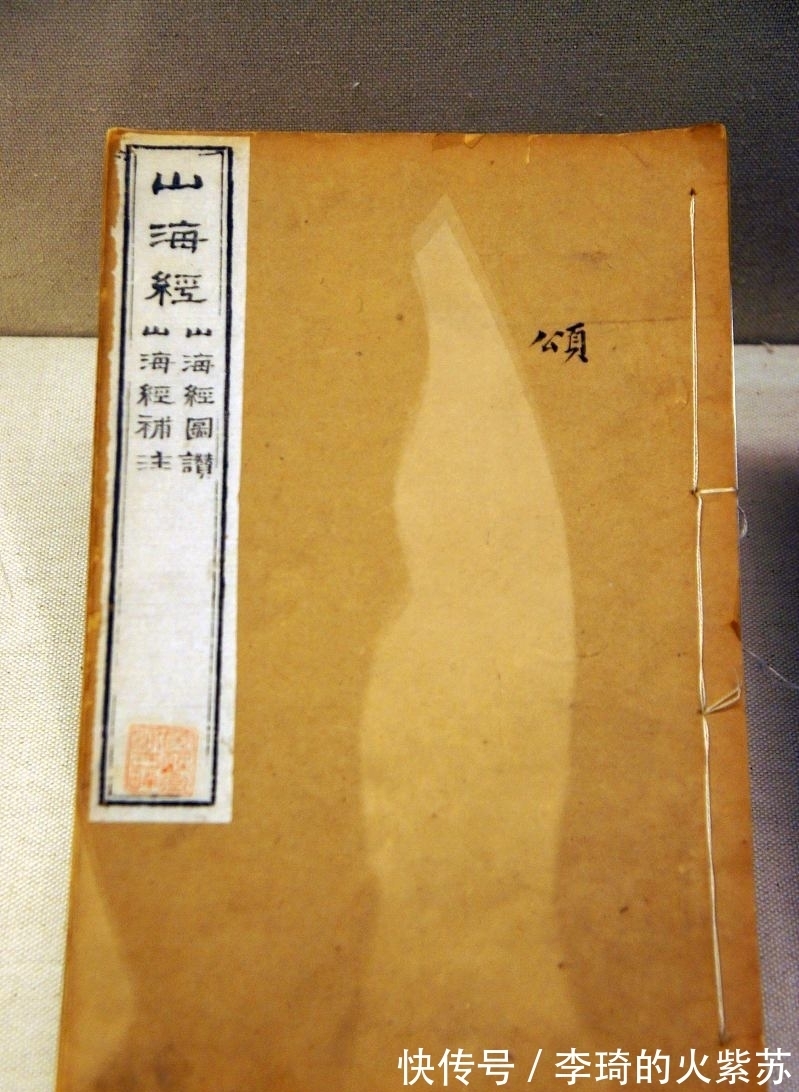 山海經
山海經圖讚
山海經補注
頌
快传号 / 李琦的火紫苏